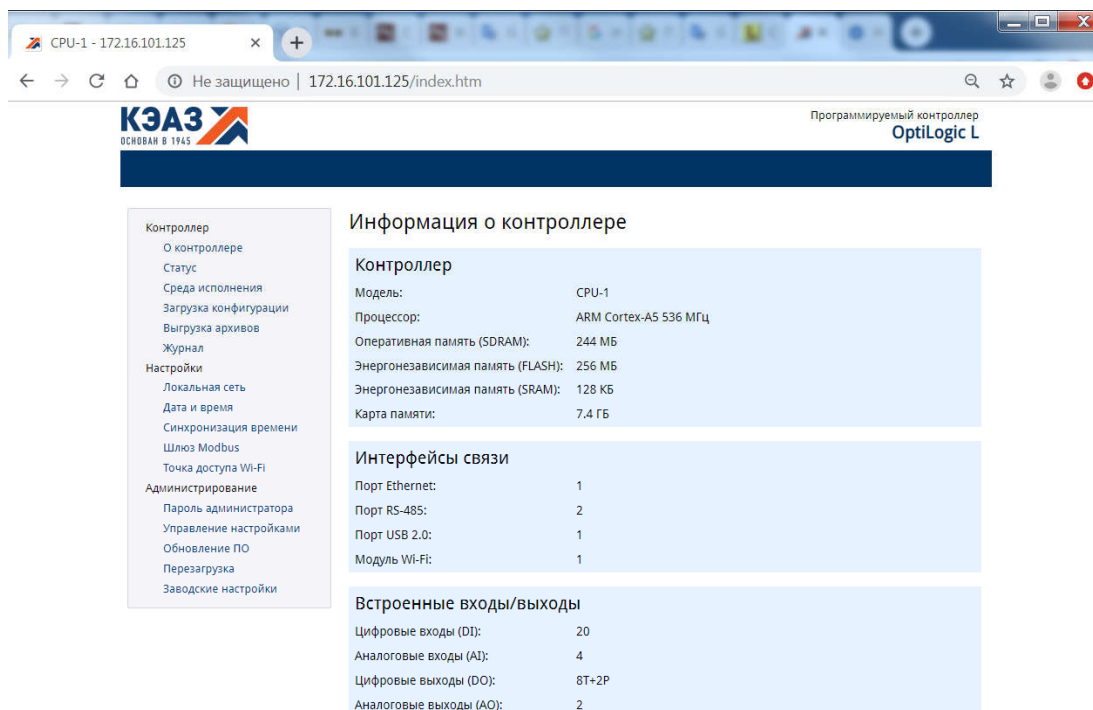 CPU-1 - 172.16.101.125
Не защищено | 172.16.101.125/index.htm
КЭАЗ
ОСНОВАН В 1945
Программируемый контроллер
OptiLogic L
Контроллер
О контроллере
Статус
Среда исполнения
Загрузка конфигурации
Выгрузка архивов
Журнал
Настройки
Локальная сеть
Дата и время
Синхронизация времени
Шлюз Modbus
Точка доступа Wi-Fi
Администрирование
Пароль администратора
Управление настройками
Обновление ПО
Перезагрузка
Заводские настройки
Информация о контроллере
Контроллер
Модель: CPU-1
Процессор: ARM Cortex-A5 536 МГц
Оперативная память (SDRAM): 244 МБ
Энергонезависимая память (FLASH): 256 МБ
Энергонезависимая память (SRAM): 128 КБ
Карта памяти: 7.4 ГБ
Интерфейсы связи
Порт Ethernet: 1
Порт RS-485: 2
Порт USB 2.0: 1
Модуль Wi-Fi: 1
Встроенные входы/выходы
Цифровые входы (DI): 20
Аналоговые входы (AI): 4
Цифровые выходы (DO): 8T+2P
Аналоговые выходы (AO): 2